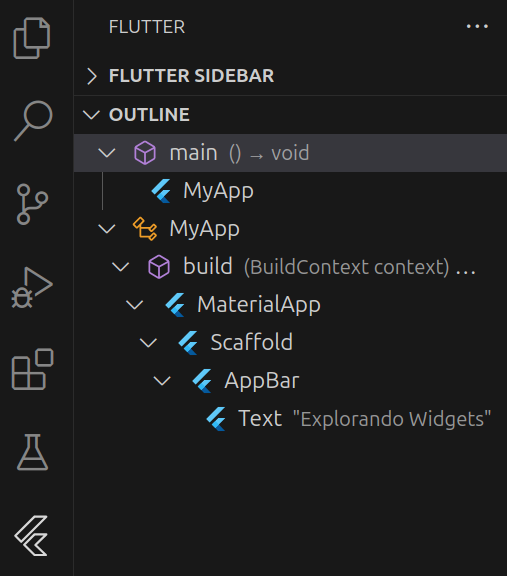 FLUTTER ...
FLUTTER SIDEBAR
OUTLINE
main () → void
MyApp
MyApp
build (BuildContext context) ...
MaterialApp
Scaffold
AppBar
Text "Explorando Widgets"